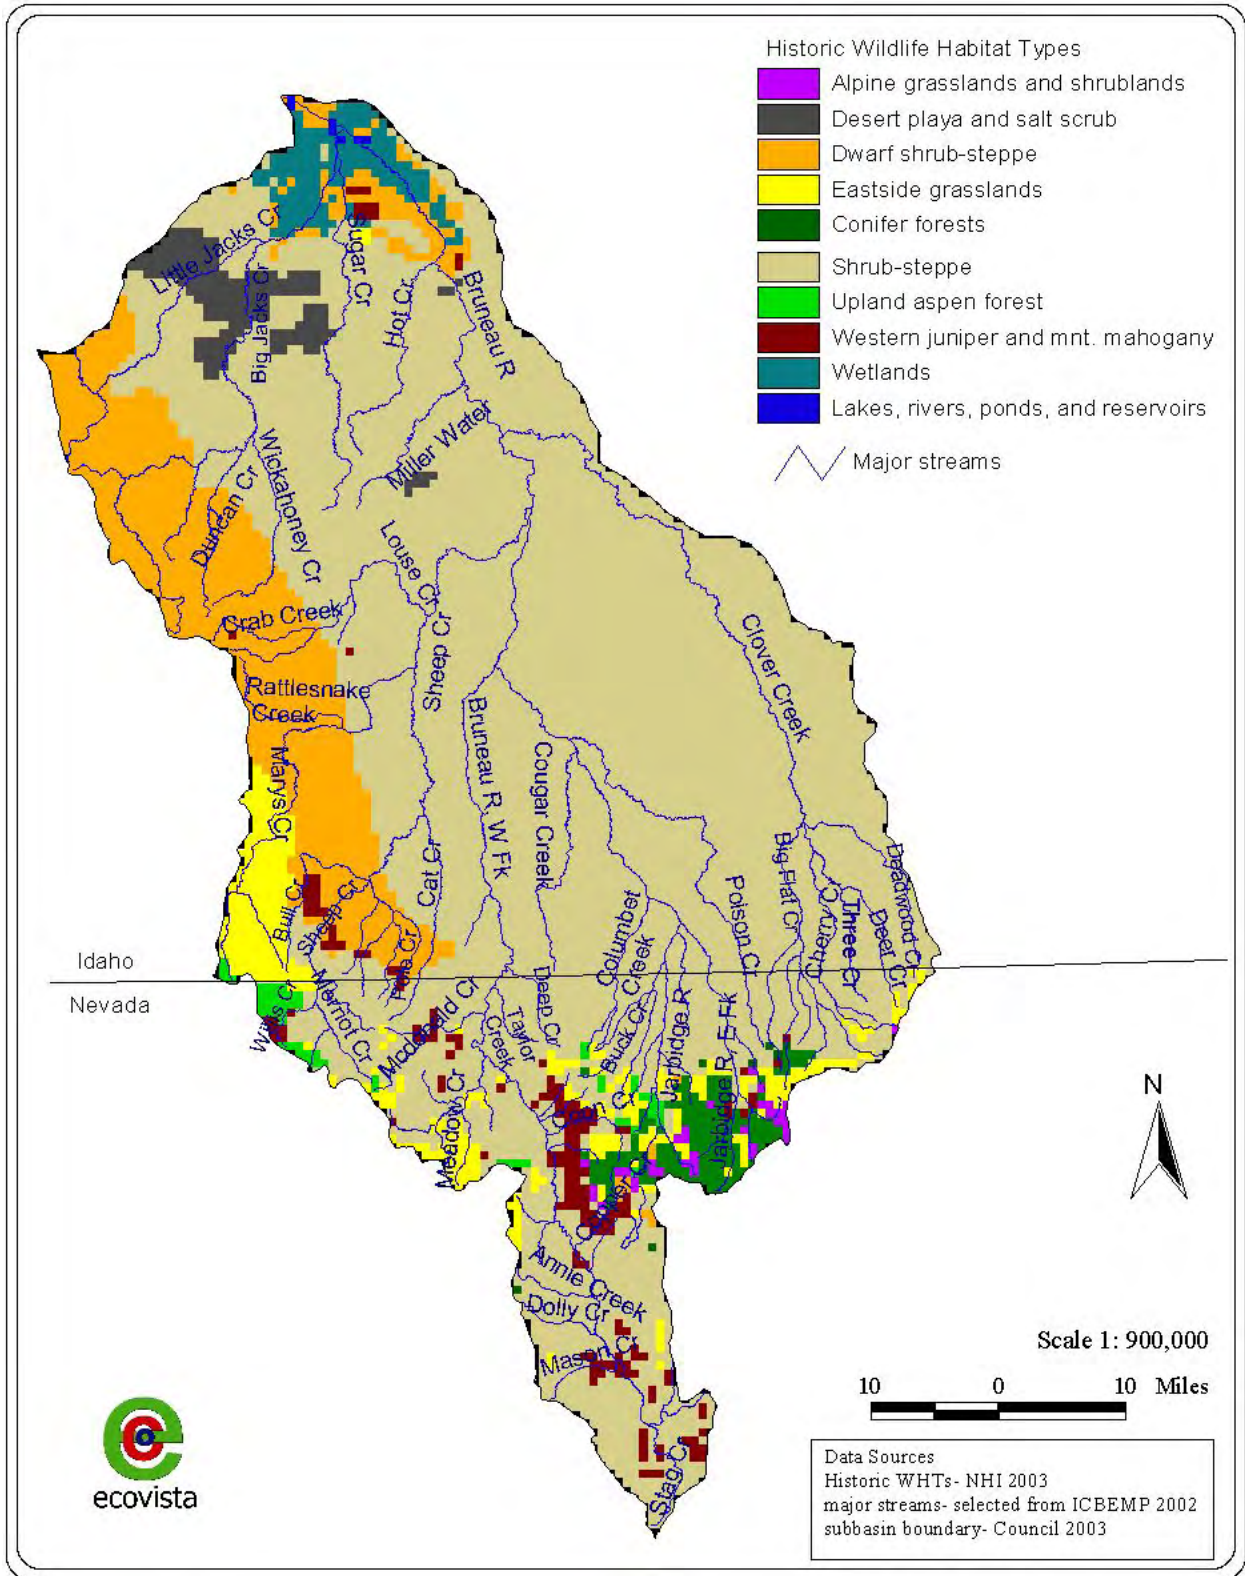 Historic Wildlife Habitat Types
Alpine grasslands and shrublands
Desert playa and salt scrub
Dwarf shrub-steppe
Eastside grasslands
Conifer forests
Shrub-steppe
Upland aspen forest
Western juniper and mnt. mahogany
Wetlands
Lakes, rivers, ponds, and reservoirs
Major streams
Little Jacks Cr
Big Jacks Cr
Sugar Cr
Hot Cr
Bruneau R
Miller Water
Wickahoney Cr
Duncan Cr
Louse Cr
Crab Creek
Sheep Cr
Clover Creek
Rattlesnake
Creek
Marys Cr
Bruneau R, W Fk
Cougar Creek
Cat Cr
Big Flat Cr
Deadwood Cr
Poison Cr
Cherry Cr
Three Cr
Deer Cr
Bull Cr
Sheep Cr
Columbet
Creek
Idaho
Nevada
Deep Cr
Merritt Cr
Mcdonald Cr
Taylor
Creek
Buck Cr
Jarbidge R
Jarbidge R, E Fk
Meadow Cr
Copper Cr
Annie Creek
Dolly Cr
Mason Cr
Stag Cr
N
Scale 1: 900,000
10 0 10 Miles
ecovista
Data Sources
Historic WHTs- NHI 2003
major streams- selected from ICBEMP 2002
subbasin boundary- Council 2003